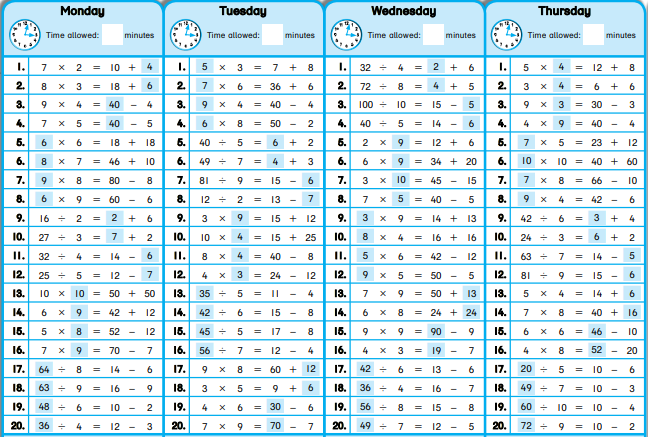 Monday
Time allowed: minutes
1. 7 × 2 = 10 + 4
2. 8 × 3 = 18 + 6
3. 9 × 4 = 40 – 4
4. 7 × 5 = 40 – 5
5. 6 × 6 = 18 + 18
6. 8 × 7 = 46 + 10
7. 9 × 8 = 80 – 8
8. 6 × 9 = 60 – 6
9. 16 ÷ 2 = 2 + 6
10. 27 ÷ 3 = 7 + 2
11. 32 ÷ 4 = 14 – 6
12. 25 ÷ 5 = 12 – 7
13. 10 × 10 = 50 + 50
14. 6 × 9 = 42 + 12
15. 5 × 8 = 52 – 12
16. 7 × 9 = 70 – 7
17. 64 ÷ 8 = 14 – 6
18. 63 ÷ 9 = 16 – 9
19. 48 ÷ 6 = 10 – 2
20. 36 ÷ 4 = 12 – 3
Tuesday
Time allowed: minutes
1. 5 × 3 = 7 + 8
2. 7 × 6 = 36 + 6
3. 9 × 4 = 40 – 4
4. 6 × 8 = 50 – 2
5. 40 ÷ 5 = 6 + 2
6. 49 ÷ 7 = 4 + 3
7. 81 ÷ 9 = 15 – 6
8. 12 ÷ 2 = 13 – 7
9. 3 × 9 = 15 + 12
10. 10 × 4 = 15 + 25
11. 8 × 4 = 40 – 8
12. 4 × 3 = 24 – 12
13. 35 ÷ 5 = 11 – 4
14. 42 ÷ 6 = 15 – 8
15. 45 ÷ 5 = 17 – 8
16. 56 ÷ 7 = 12 – 4
17. 9 × 8 = 60 + 12
18. 3 × 5 = 9 + 6
19. 4 × 6 = 30 – 6
20. 7 × 9 = 70 – 7
Wednesday
Time allowed: minutes
1. 32 ÷ 4 = 2 + 6
2. 72 ÷ 8 = 4 + 5
3. 100 ÷ 10 = 15 – 5
4. 40 ÷ 5 = 14 – 6
5. 2 × 9 = 12 + 6
6. 6 × 9 = 34 + 20
7. 3 × 10 = 45 – 15
8. 7 × 5 = 40 – 5
9. 3 × 9 = 14 + 13
10. 8 × 4 = 16 + 16
11. 5 × 6 = 42 – 12
12. 9 × 5 = 50 – 5
13. 7 × 9 = 50 + 13
14. 6 × 8 = 24 + 24
15. 9 × 9 = 90 – 9
16. 4 × 3 = 19 – 7
17. 42 ÷ 6 = 13 – 6
18. 36 ÷ 4 = 16 – 7
19. 56 ÷ 8 = 15 – 8
20. 49 ÷ 7 = 12 – 5
Thursday
Time allowed: minutes
1. 5 × 4 = 12 + 8
2. 3 × 4 = 6 + 6
3. 9 × 3 = 30 – 3
4. 4 × 9 = 40 – 4
5. 7 × 5 = 23 + 12
6. 10 × 10 = 40 + 60
7. 7 × 8 = 66 – 10
8. 9 × 4 = 42 – 6
9. 42 ÷ 6 = 3 + 4
10. 24 ÷ 3 = 6 + 2
11. 63 ÷ 7 = 14 – 5
12. 81 ÷ 9 = 15 – 6
13. 5 × 4 = 14 + 6
14. 7 × 8 = 40 + 16
15. 6 × 6 = 46 – 10
16. 4 × 8 = 52 – 20
17. 20 ÷ 5 = 10 – 6
18. 49 ÷ 7 = 10 – 3
19. 60 ÷ 10 = 10 – 4
20. 72 ÷ 9 = 10 – 2